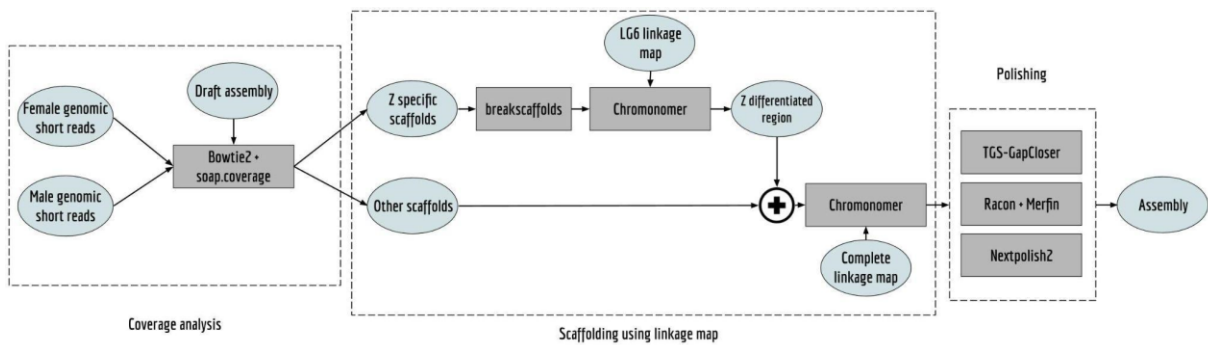 Female genomic
short reads
Male genomic
short reads
Draft assembly
Bowtie2 +
soap.coverage
Coverage analysis
Z specific
scaffolds
Other scaffolds
breakscaffolds
LG6 linkage
map
Chromonomer
Z differentiated
region
Chromonomer
Complete
linkage map
Scaffolding using linkage map
Polishing
TGS-GapCloser
Racon + Merfin
Nextpolish2
Assembly